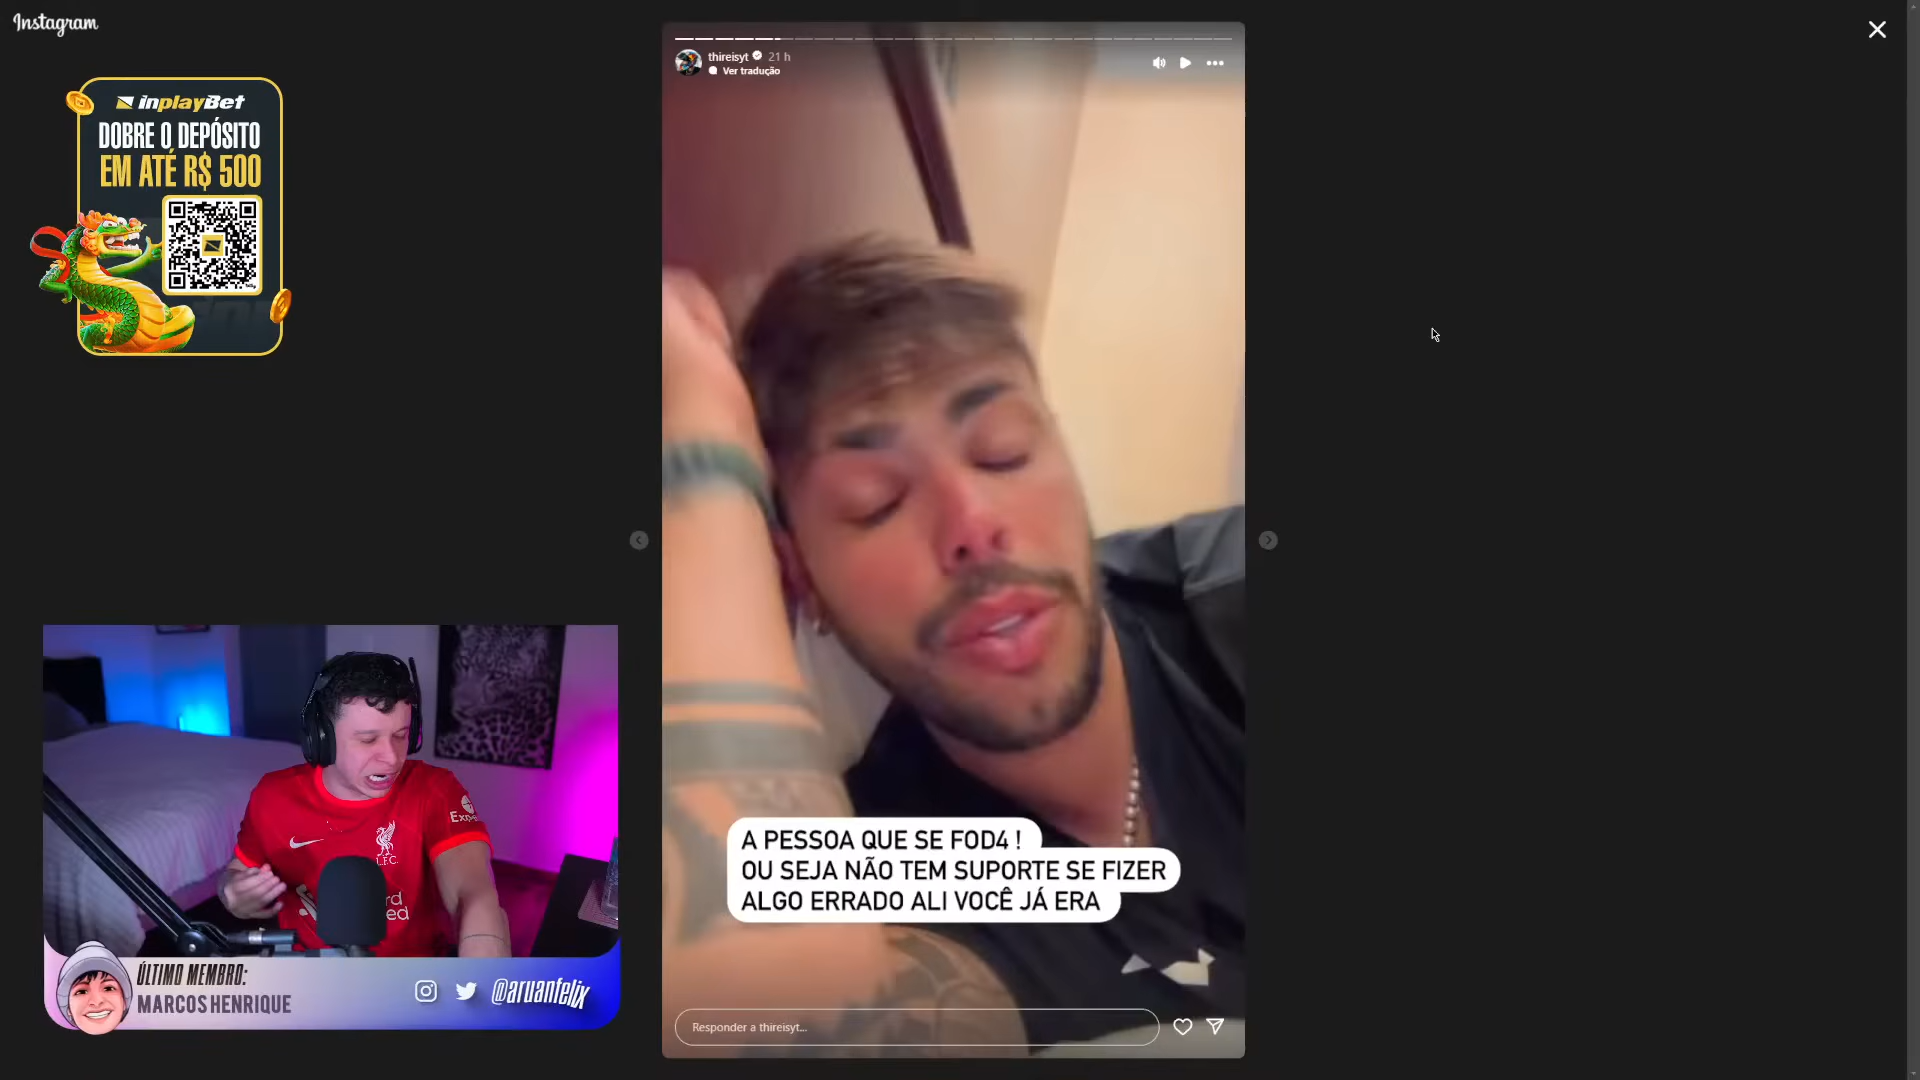 Instagram
inplayBet
DOBRE O DEPÓSITO
EM ATÉ R$ 500
thireisyt 21 h
Ver tradução
A PESSOA QUE SE FOD4 !
OU SEJA NÃO TEM SUPORTE SE FIZER
ALGO ERRADO ALI VOCÊ JÁ ERA
Responder a thireisyt...
L.F.C.
ÚLTIMO MEMBRO:
MARCOS HENRIQUE
@aruanfelix